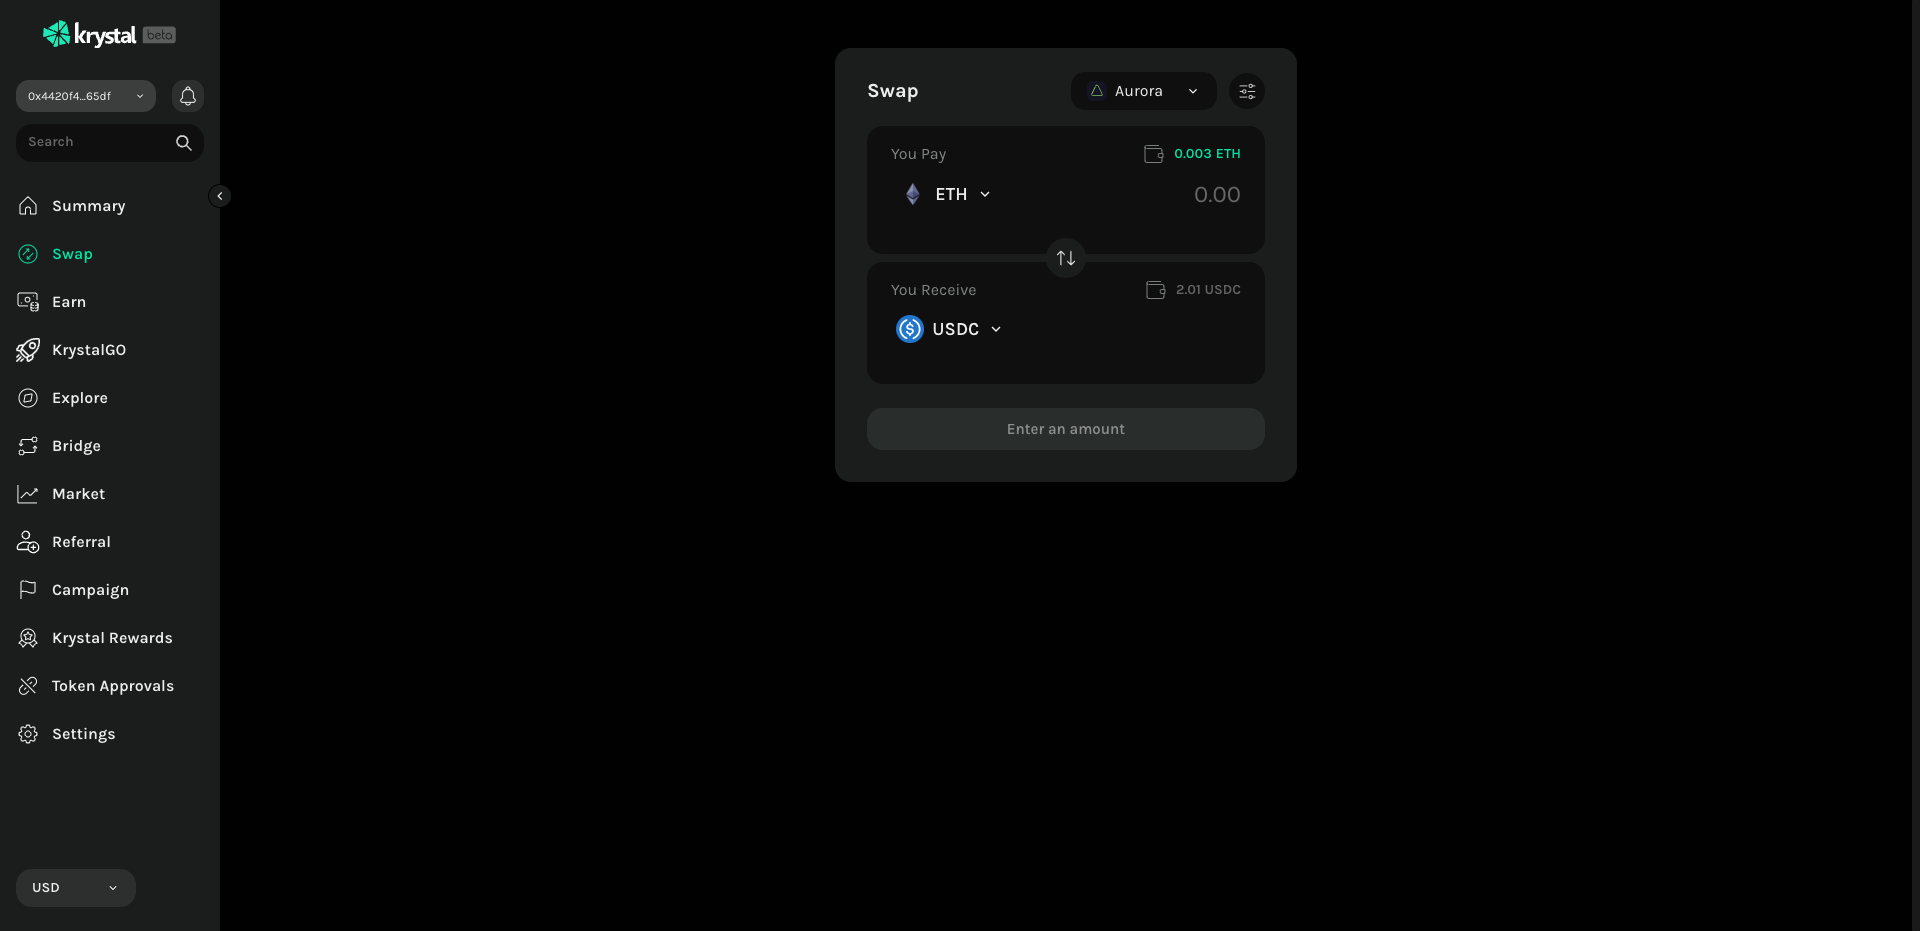 krystal beta
0x4420f4...65df
Search
Summary
Swap
Earn
KrystalGO
Explore
Bridge
Market
Referral
Campaign
Krystal Rewards
Token Approvals
Settings
USD
Swap
Aurora
You Pay
0.003 ETH
ETH
0.00
You Receive
2.01 USDC
USDC
Enter an amount